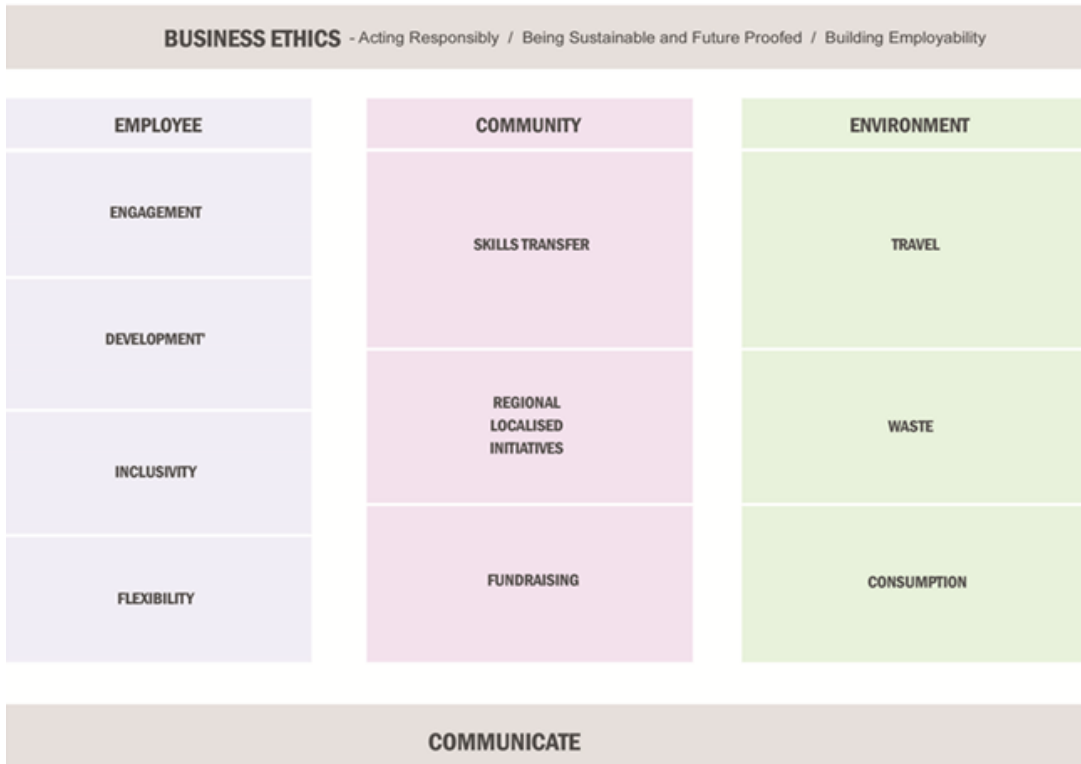 BUSINESS ETHICS - Acting Responsibly / Being Sustainable and Future Proofed / Building Employability
EMPLOYEE
ENGAGEMENT
DEVELOPMENT'
INCLUSIVITY
FLEXIBILITY
COMMUNITY
SKILLS TRANSFER
REGIONAL
LOCALISED
INITIATIVES
FUNDRAISING
ENVIRONMENT
TRAVEL
WASTE
CONSUMPTION
COMMUNICATE